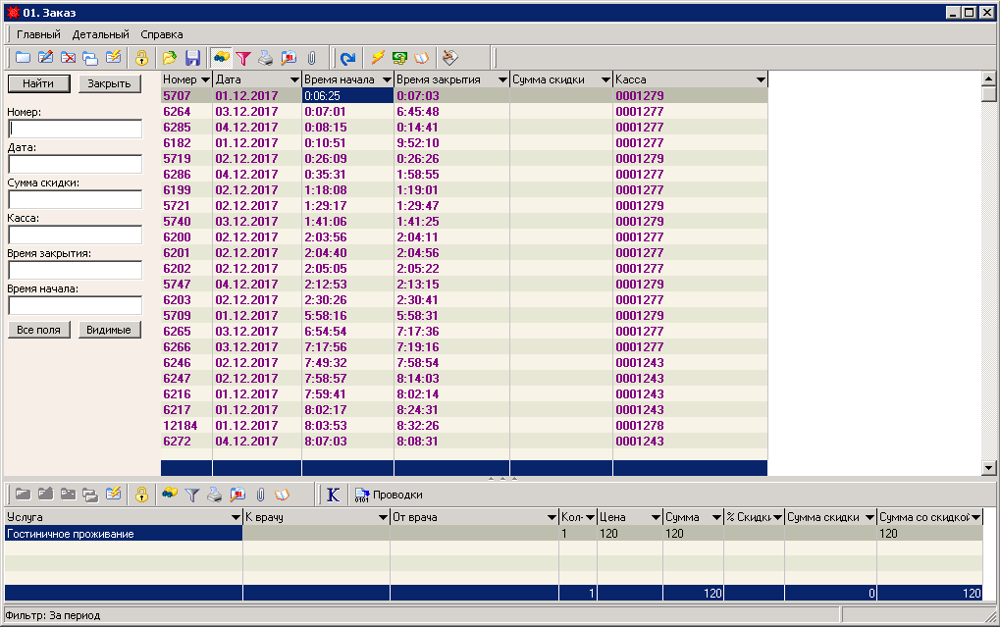 01. Заказ
Главный Детальный Справка
Найти Закрыть
Номер:
Дата:
Сумма скидки:
Касса:
Время закрытия:
Время начала:
Все поля Видимые
Номер Дата Время начала Время закрытия Сумма скидки Касса
5707 01.12.2017 0:06:25 0:07:03 0001279
6264 03.12.2017 0:07:01 6:45:48 0001277
6285 04.12.2017 0:08:15 0:14:41 0001277
6182 01.12.2017 0:10:51 9:52:10 0001277
5719 02.12.2017 0:26:09 0:26:26 0001279
6286 04.12.2017 0:35:31 1:58:55 0001277
6199 02.12.2017 1:18:08 1:19:01 0001277
5721 02.12.2017 1:29:17 1:29:47 0001279
5740 03.12.2017 1:41:06 1:41:25 0001279
6200 02.12.2017 2:03:56 2:04:11 0001277
6201 02.12.2017 2:04:40 2:04:56 0001277
6202 02.12.2017 2:05:05 2:05:22 0001277
5747 04.12.2017 2:12:53 2:13:15 0001279
6203 02.12.2017 2:30:26 2:30:41 0001277
5709 01.12.2017 5:58:16 5:58:31 0001279
6265 03.12.2017 6:54:54 7:17:36 0001277
6266 03.12.2017 7:17:56 7:19:16 0001277
6246 02.12.2017 7:49:32 7:58:54 0001243
6247 02.12.2017 7:58:57 8:14:03 0001243
6216 01.12.2017 7:59:41 8:02:14 0001243
6217 01.12.2017 8:02:17 8:24:31 0001243
12184 01.12.2017 8:03:53 8:32:26 0001278
6272 04.12.2017 8:07:03 8:08:31 0001243
K 0101 Проводки
Услуга К врачу От врача Кол- Цена Сумма % Скидки Сумма скидки Сумма со скидкой
Гостиничное проживание 1 120 120 120
1 120 0 120
Фильтр: За период